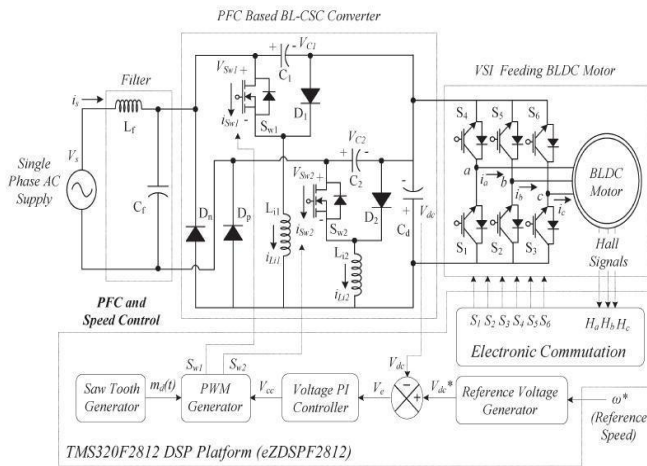 PFC Based BL-CSC Converter
VSI Feeding BLDC Motor
Filter
Single
Phase AC
Supply
Vs
is
Lf
Cf
Dn
Dp
VSw1
+
-
iSw1
Sw1
+
-
VC1
C1
D1
Li1
iLi1
VSw2
+
-
iSw2
Sw2
VC2
+
-
C2
D2
Li2
iLi2
-
+
Vdc
Cd
S4
S5
S6
a
ia
b
ib
c
ic
S1
S2
S3
BLDC
Motor
Hall
Signals
S1 S2 S3 S4 S5 S6
Ha Hb Hc
Electronic Commutation
PFC and
Speed Control
Sw1
Sw2
Saw Tooth
Generator
md(t)
PWM
Generator
Vcc
Voltage PI
Controller
Ve
Vdc
−
+
Vdc*
Reference Voltage
Generator
ω*
(Reference
Speed)
TMS320F2812 DSP Platform (eZDSPF2812)